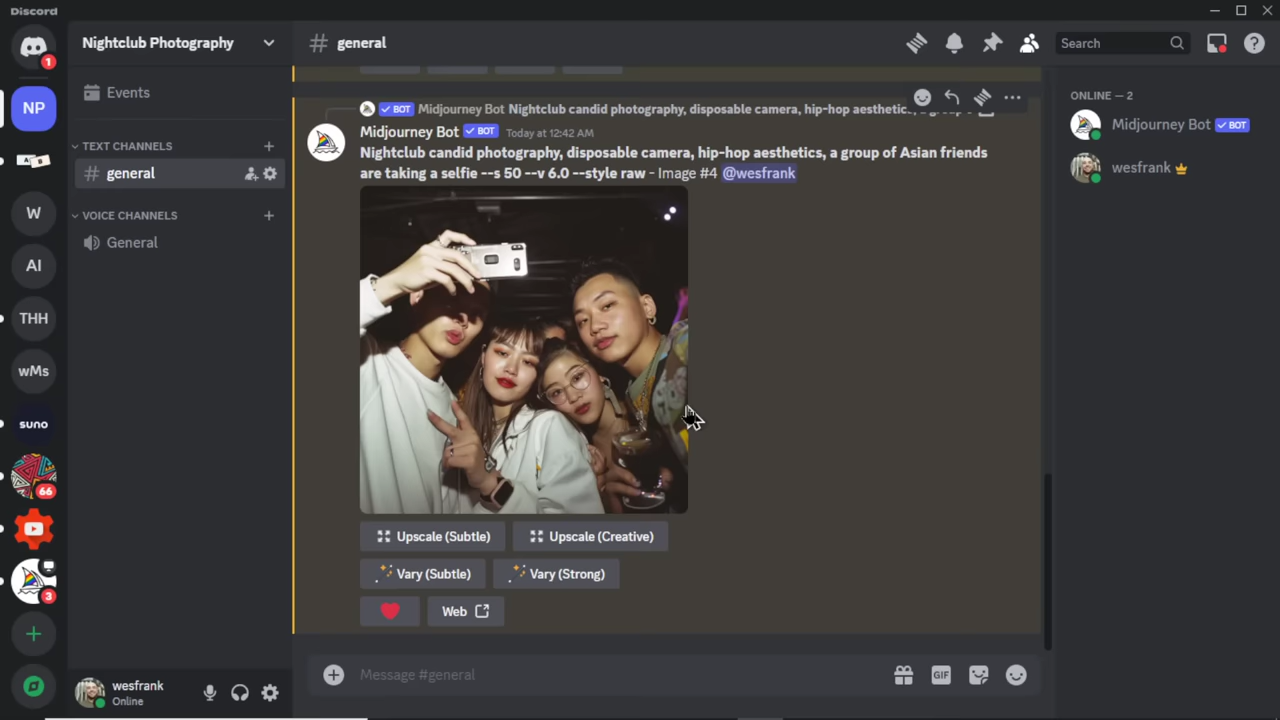 Discord
1
NP
W
AI
THH
wMs
suno
66
3
Nightclub Photography
Events
TEXT CHANNELS
# general
VOICE CHANNELS
General
wesfrank
Online
# general
Search
BOT Midjourney Bot Nightclub candid photography, disposable camera, hip-hop aesthetics,
Midjourney Bot BOT Today at 12:42 AM
Nightclub candid photography, disposable camera, hip-hop aesthetics, a group of Asian friends
are taking a selfie --s 50 --v 6.0 --style raw - Image #4 @wesfrank
Upscale (Subtle) Upscale (Creative)
Vary (Subtle) Vary (Strong)
Web
Message #general
GIF
ONLINE — 2
Midjourney Bot BOT
wesfrank